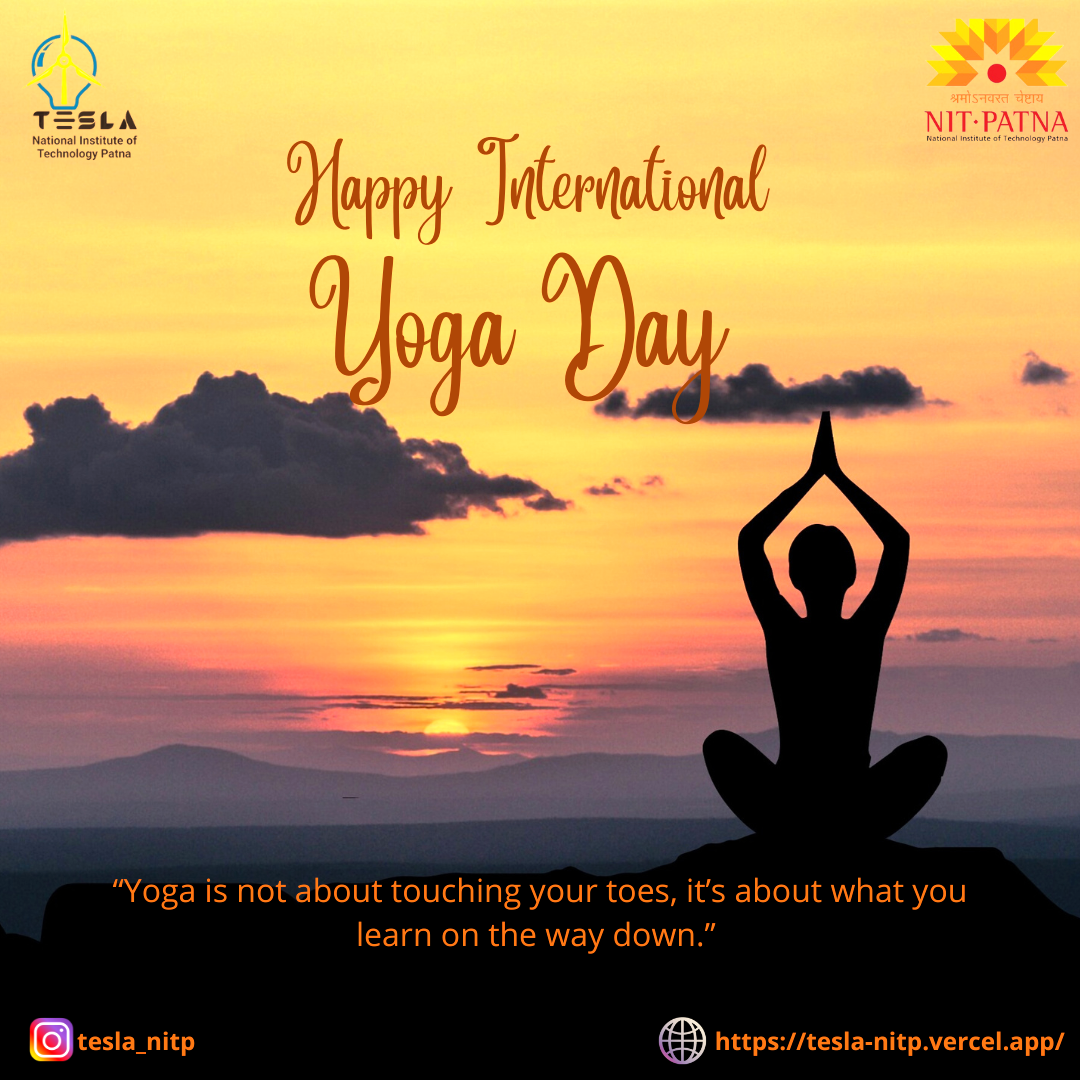 TESLA
National Institute of
Technology Patna
श्रमोऽनवरत चेष्टाय
NIT·PATNA
National Institute of Technology Patna
Happy International
Yoga Day
“Yoga is not about touching your toes, it’s about what you
learn on the way down.”
tesla_nitp
https://tesla-nitp.vercel.app/